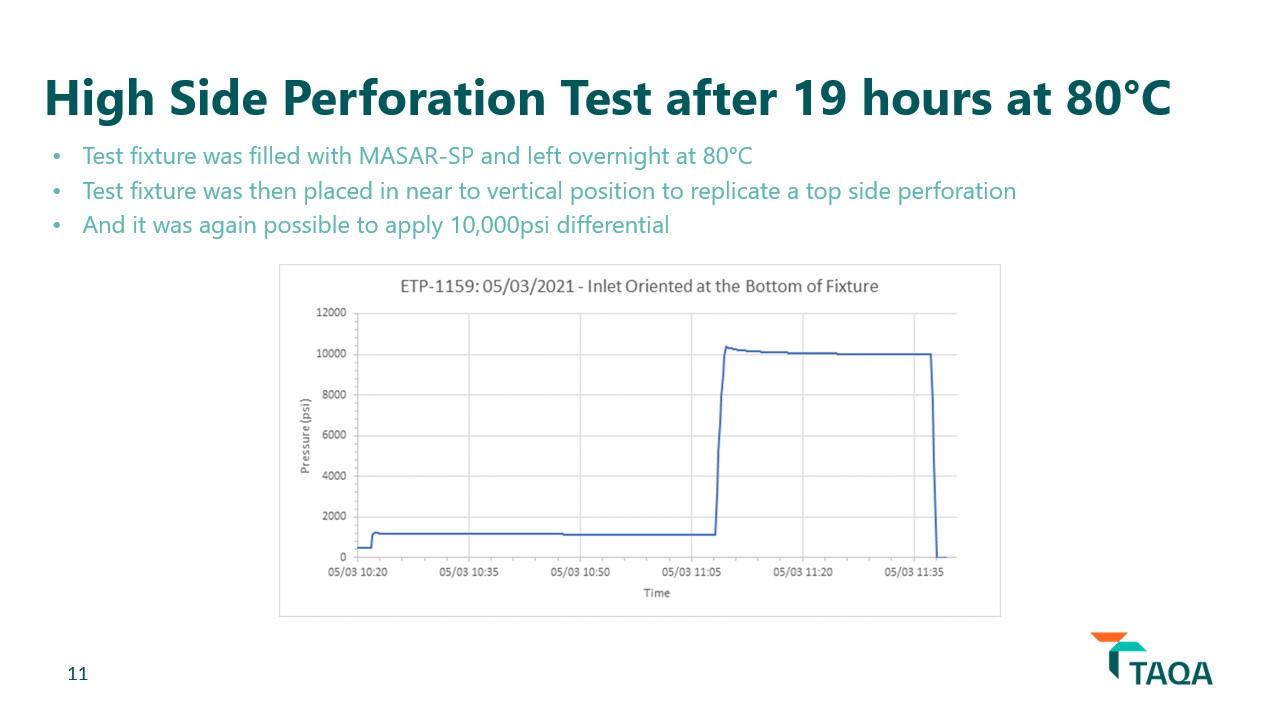 High Side Perforation Test after 19 hours at 80°C
• Test fixture was filled with MASAR-SP and left overnight at 80°C
• Test fixture was then placed in near to vertical position to replicate a top side perforation
• And it was again possible to apply 10,000psi differential
ETP-1159: 05/03/2021 - Inlet Oriented at the Bottom of Fixture
12000
10000
8000
6000
4000
2000
0
Pressure (psi)
05/03 10:20 05/03 10:35 05/03 10:50 05/03 11:05 05/03 11:20 05/03 11:35
Time
11
TAQA